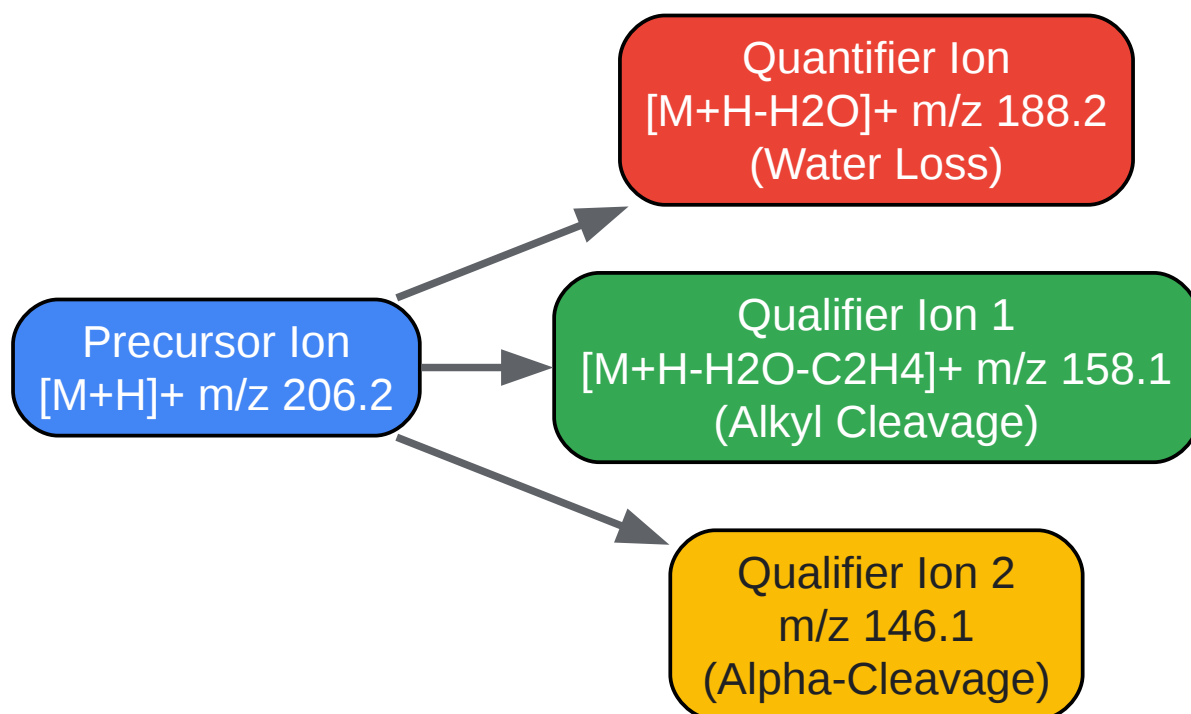 Quantifier Ion
[M+H-H2O]+ m/z 188.2
(Water Loss)
Precursor Ion
[M+H]+ m/z 206.2
Qualifier Ion 1
[M+H-H2O-C2H4]+ m/z 158.1
(Alkyl Cleavage)
Qualifier Ion 2
m/z 146.1
(Alpha-Cleavage)